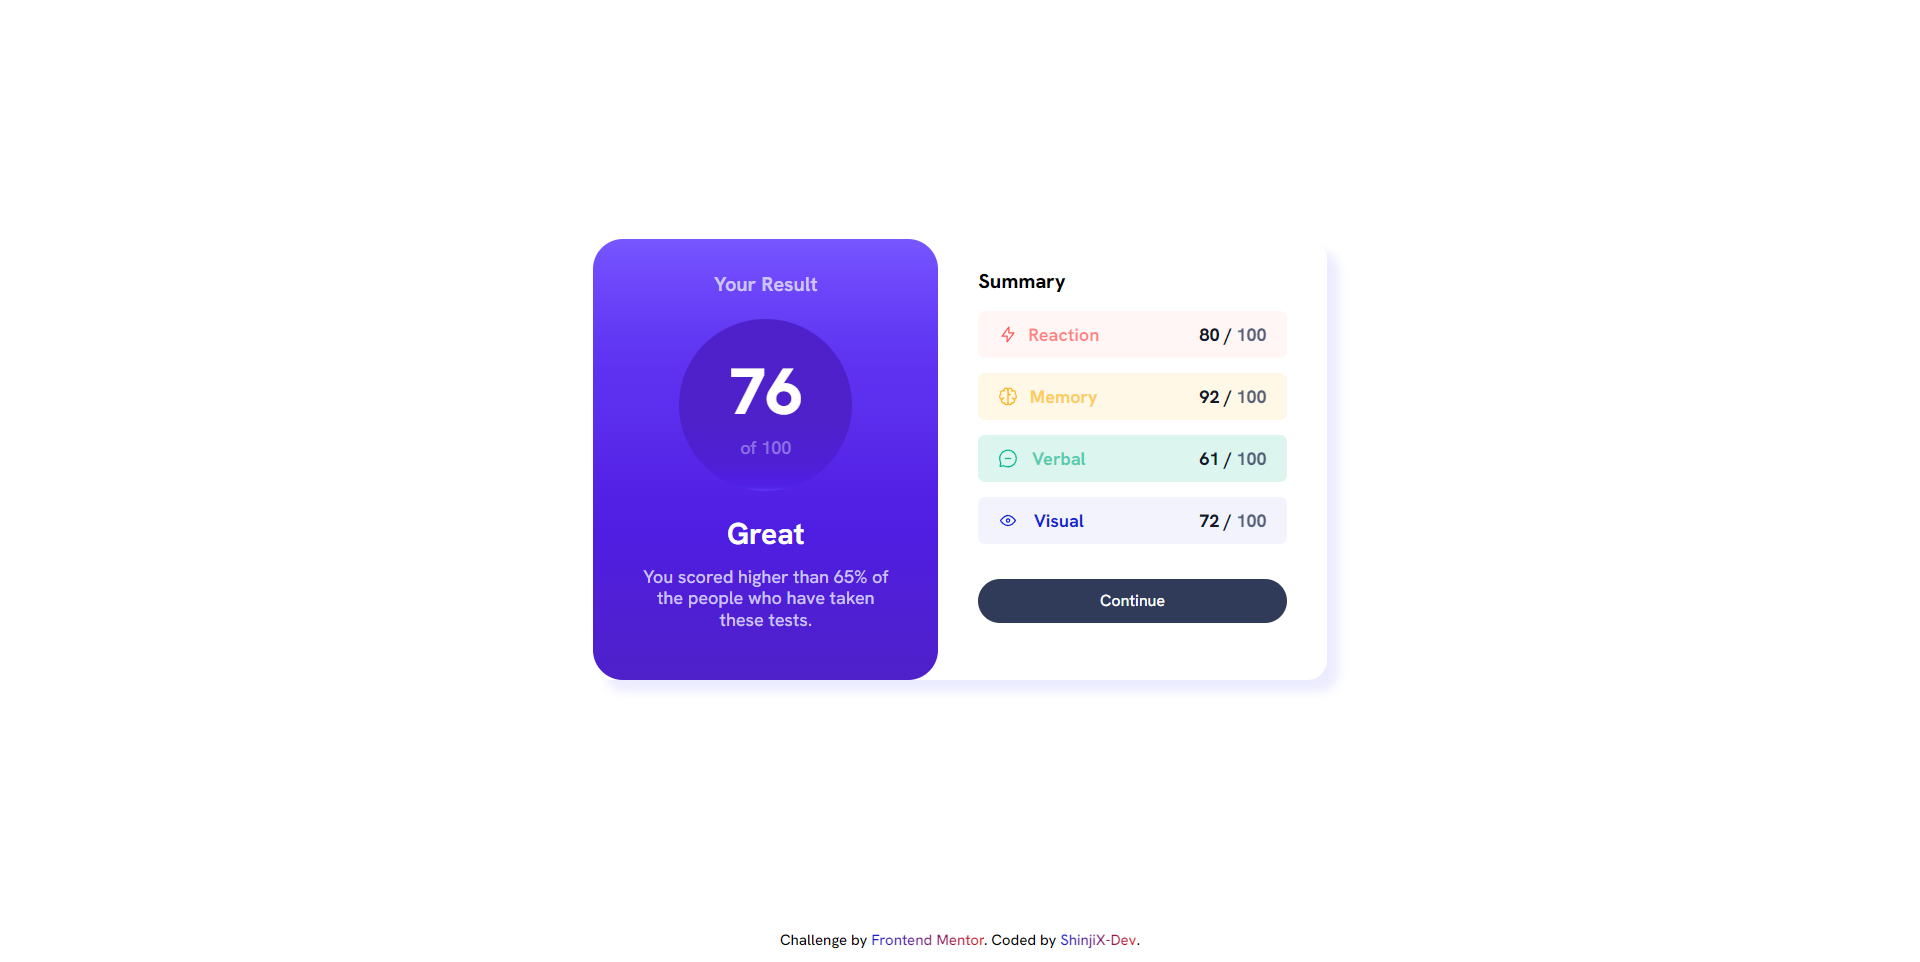 Your Result
76
of 100
Great
You scored higher than 65% of
the people who have taken
these tests.
Summary
Reaction 80 / 100
Memory 92 / 100
Verbal 61 / 100
Visual 72 / 100
Continue
Challenge by Frontend Mentor. Coded by ShinjiX-Dev.